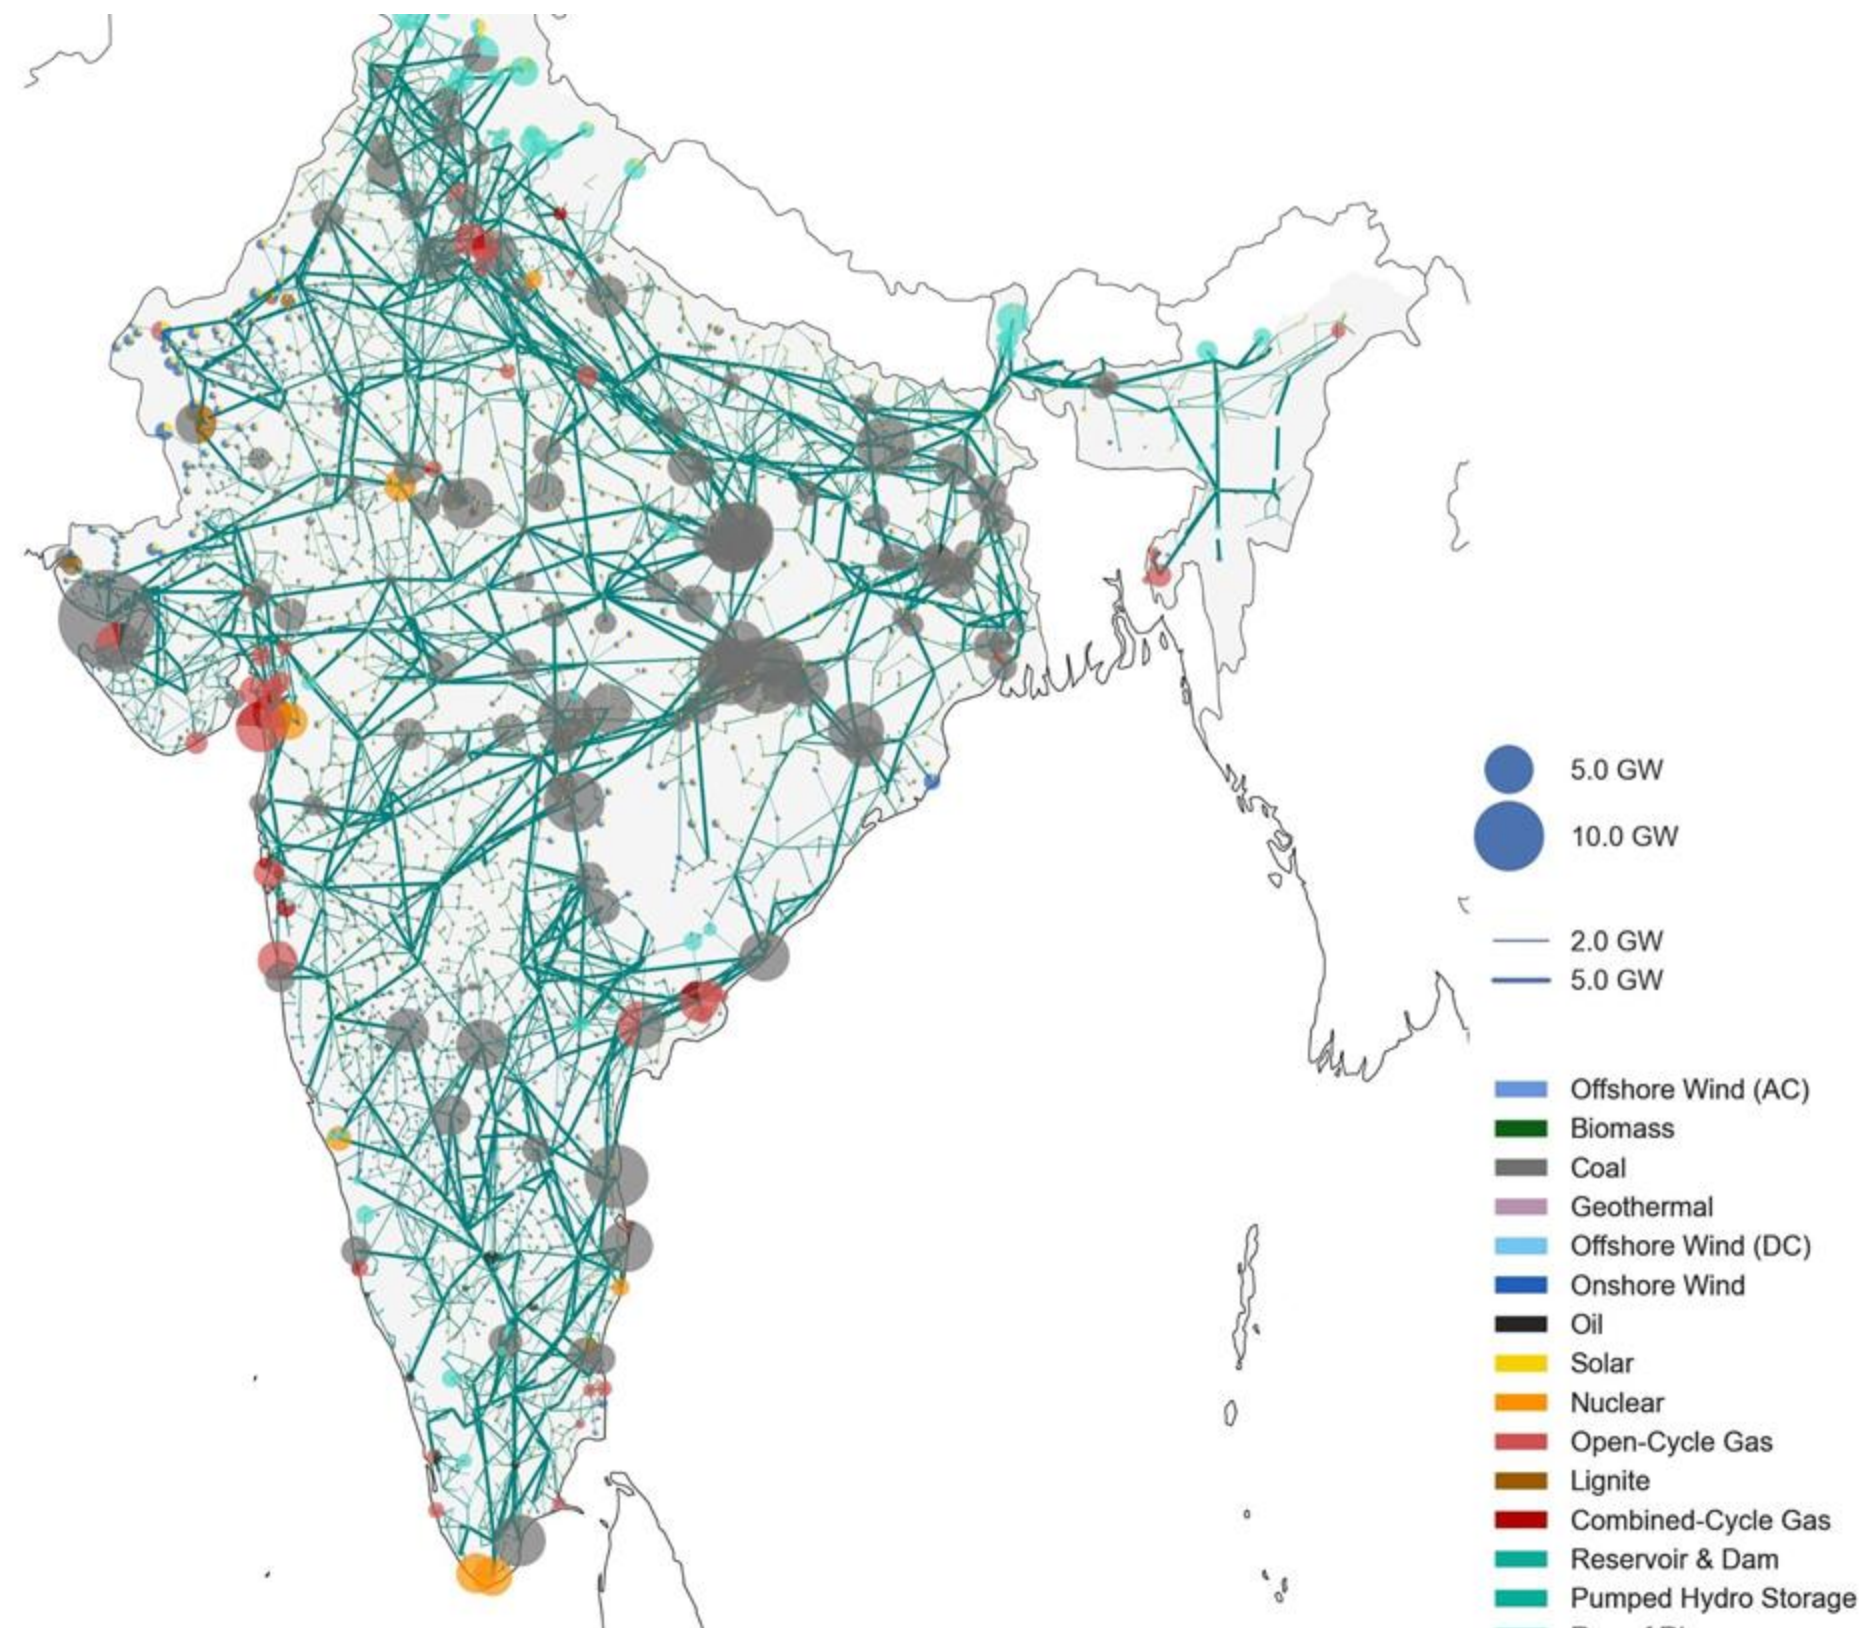 5.0 GW
10.0 GW
2.0 GW
5.0 GW
Offshore Wind (AC)
Biomass
Coal
Geothermal
Offshore Wind (DC)
Onshore Wind
Oil
Solar
Nuclear
Open-Cycle Gas
Lignite
Combined-Cycle Gas
Reservoir & Dam
Pumped Hydro Storage